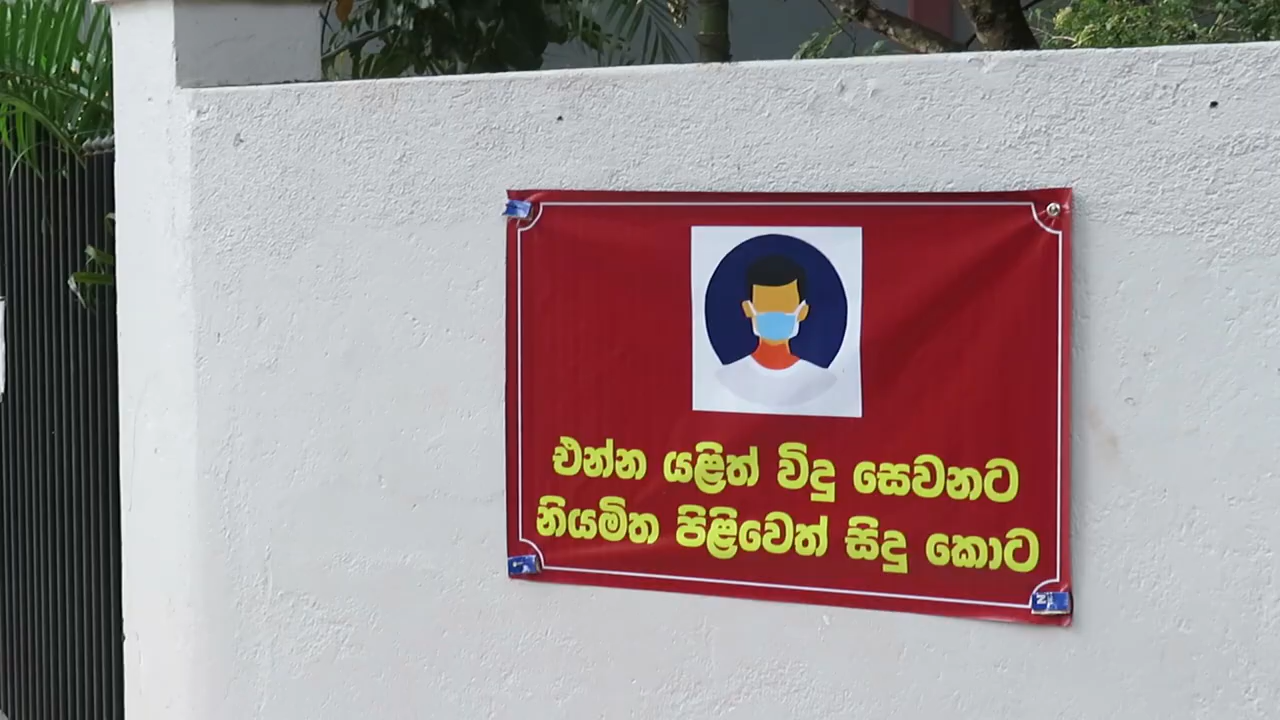 එන්න යළිත් විදු සෙවනට
නියමිත පිළිවෙත් සිදු කොට